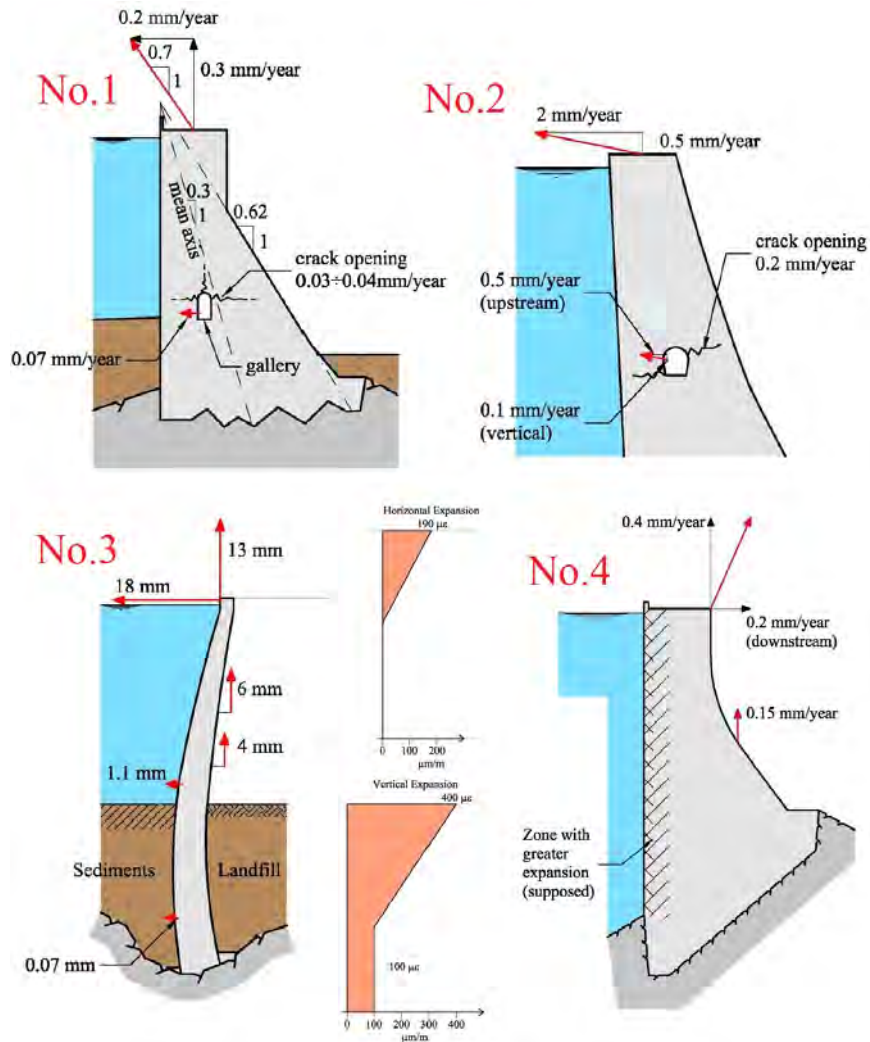 No.1
0.2 mm/year
0.7
1
0.3 mm/year
mean axis
0.3
1
0.62
1
crack opening
0.03÷0.04mm/year
0.07 mm/year
gallery
No.2
2 mm/year
0.5 mm/year
crack opening
0.2 mm/year
0.5 mm/year
(upstream)
0.1 mm/year
(vertical)
No.3
13 mm
18 mm
6 mm
4 mm
1.1 mm
Sediments
Landfill
0.07 mm
Horizontal Expansion
190 µε
0 100 200
µm/m
Vertical Expansion
400 µε
100 µε
0 100 200 300 400
µm/m
No.4
0.4 mm/year
0.2 mm/year
(downstream)
0.15 mm/year
Zone with
greater
expansion
(supposed)